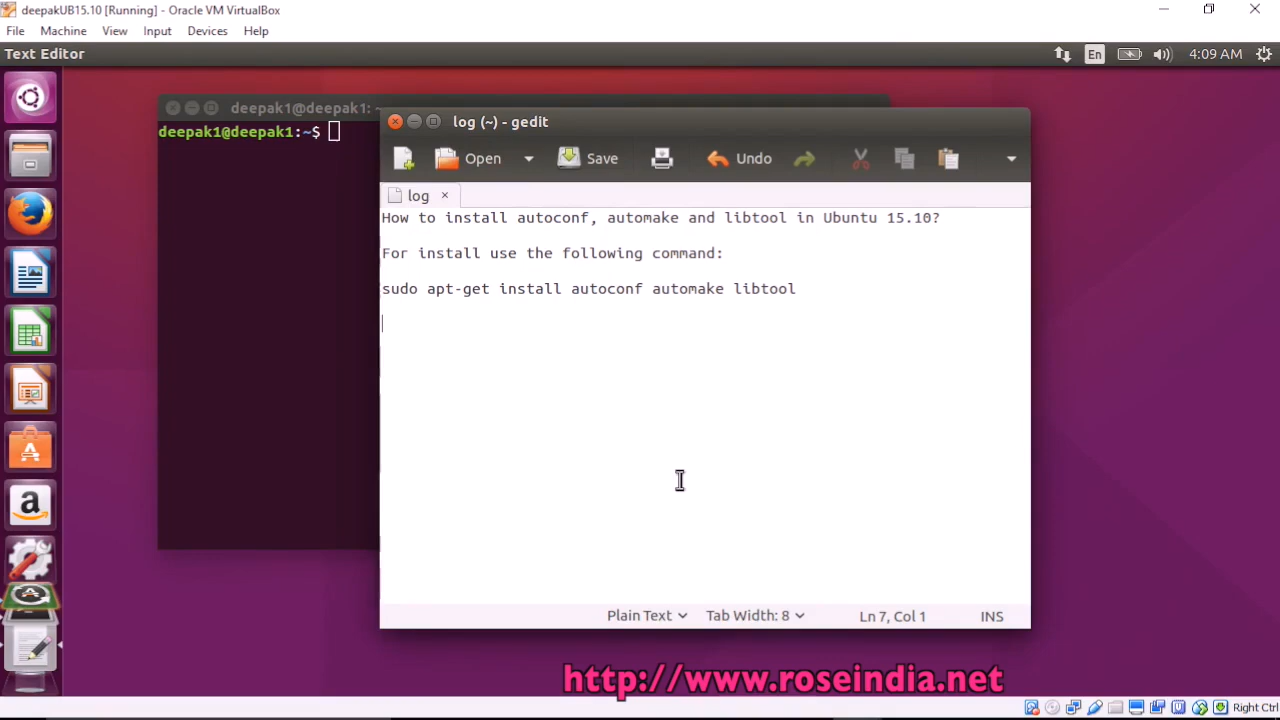 deepakUB15.10 [Running] - Oracle VM VirtualBox
File Machine View Input Devices Help
Text Editor En 4:09 AM
deepak1@deepak1: ~
deepak1@deepak1:~$
log (~) - gedit
Open Save Undo
log
How to install autoconf, automake and libtool in Ubuntu 15.10?
For install use the following command:
sudo apt-get install autoconf automake libtool
Plain Text Tab Width: 8 Ln 7, Col 1 INS
http://www.roseindia.net
Right Ctrl